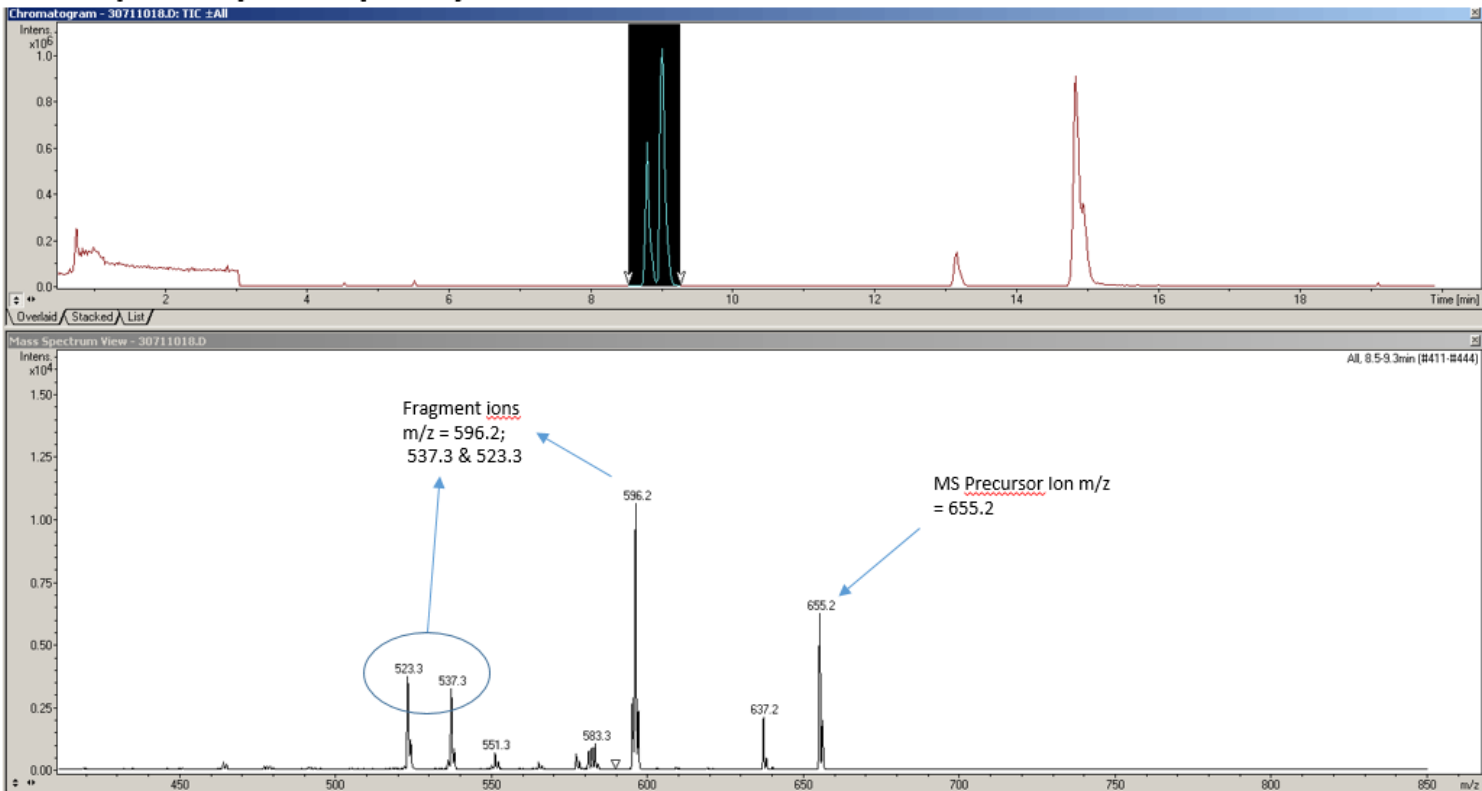 Chromatogram - 30711018.D: TIC ±All
Intens.
x10⁶
1.0
0.8
0.6
0.4
0.2
0.0
2 4 6 8 10 12 14 16 18 Time [min]
Overlaid Stacked List
Mass Spectrum View - 30711018.D
Intens.
x10⁴
All, 8.5-9.3min (#411-#444)
1.50
1.25
1.00
0.75
0.50
0.25
0.00
Fragment ions
m/z = 596.2;
537.3 & 523.3
MS Precursor Ion m/z
= 655.2
596.2
655.2
523.3
537.3
637.2
551.3
583.3
450 500 550 600 650 700 750 800 850 m/z